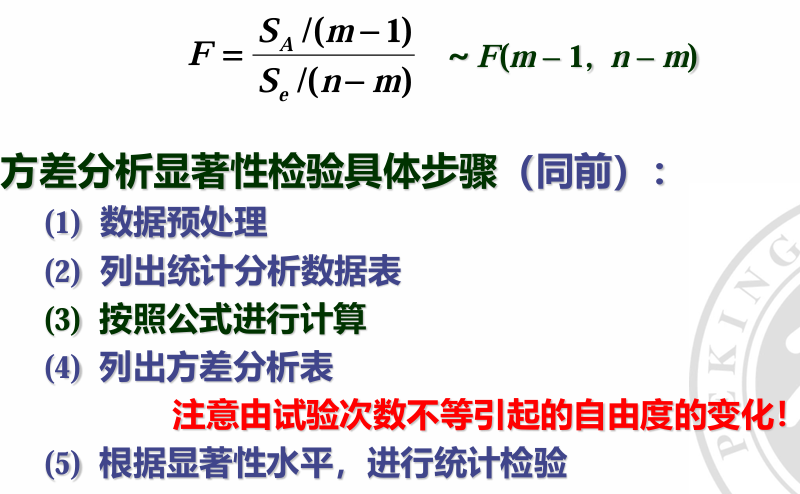 F = S_A /(m – 1) / S_e /(n – m) ~ F(m – 1, n – m)
方差分析显著性检验具体步骤（同前）：
(1) 数据预处理
(2) 列出统计分析数据表
(3) 按照公式进行计算
(4) 列出方差分析表
注意由试验次数不等引起的自由度的变化！
(5) 根据显著性水平，进行统计检验
PEKING